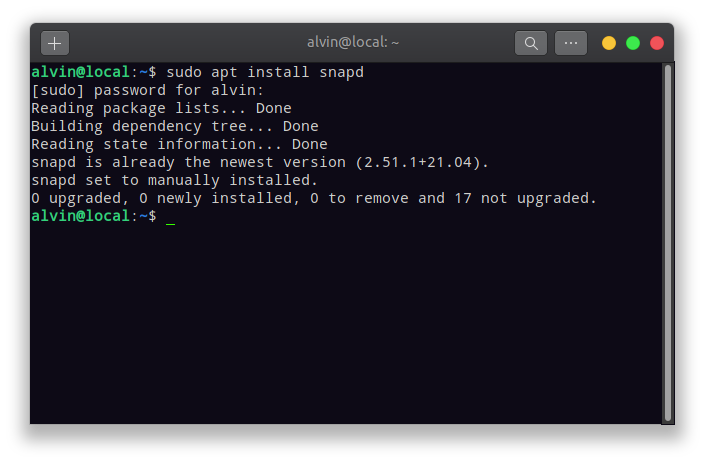 alvin@local: ~
alvin@local:~$ sudo apt install snapd
[sudo] password for alvin:
Reading package lists... Done
Building dependency tree... Done
Reading state information... Done
snapd is already the newest version (2.51.1+21.04).
snapd set to manually installed.
0 upgraded, 0 newly installed, 0 to remove and 17 not upgraded.
alvin@local:~$ _